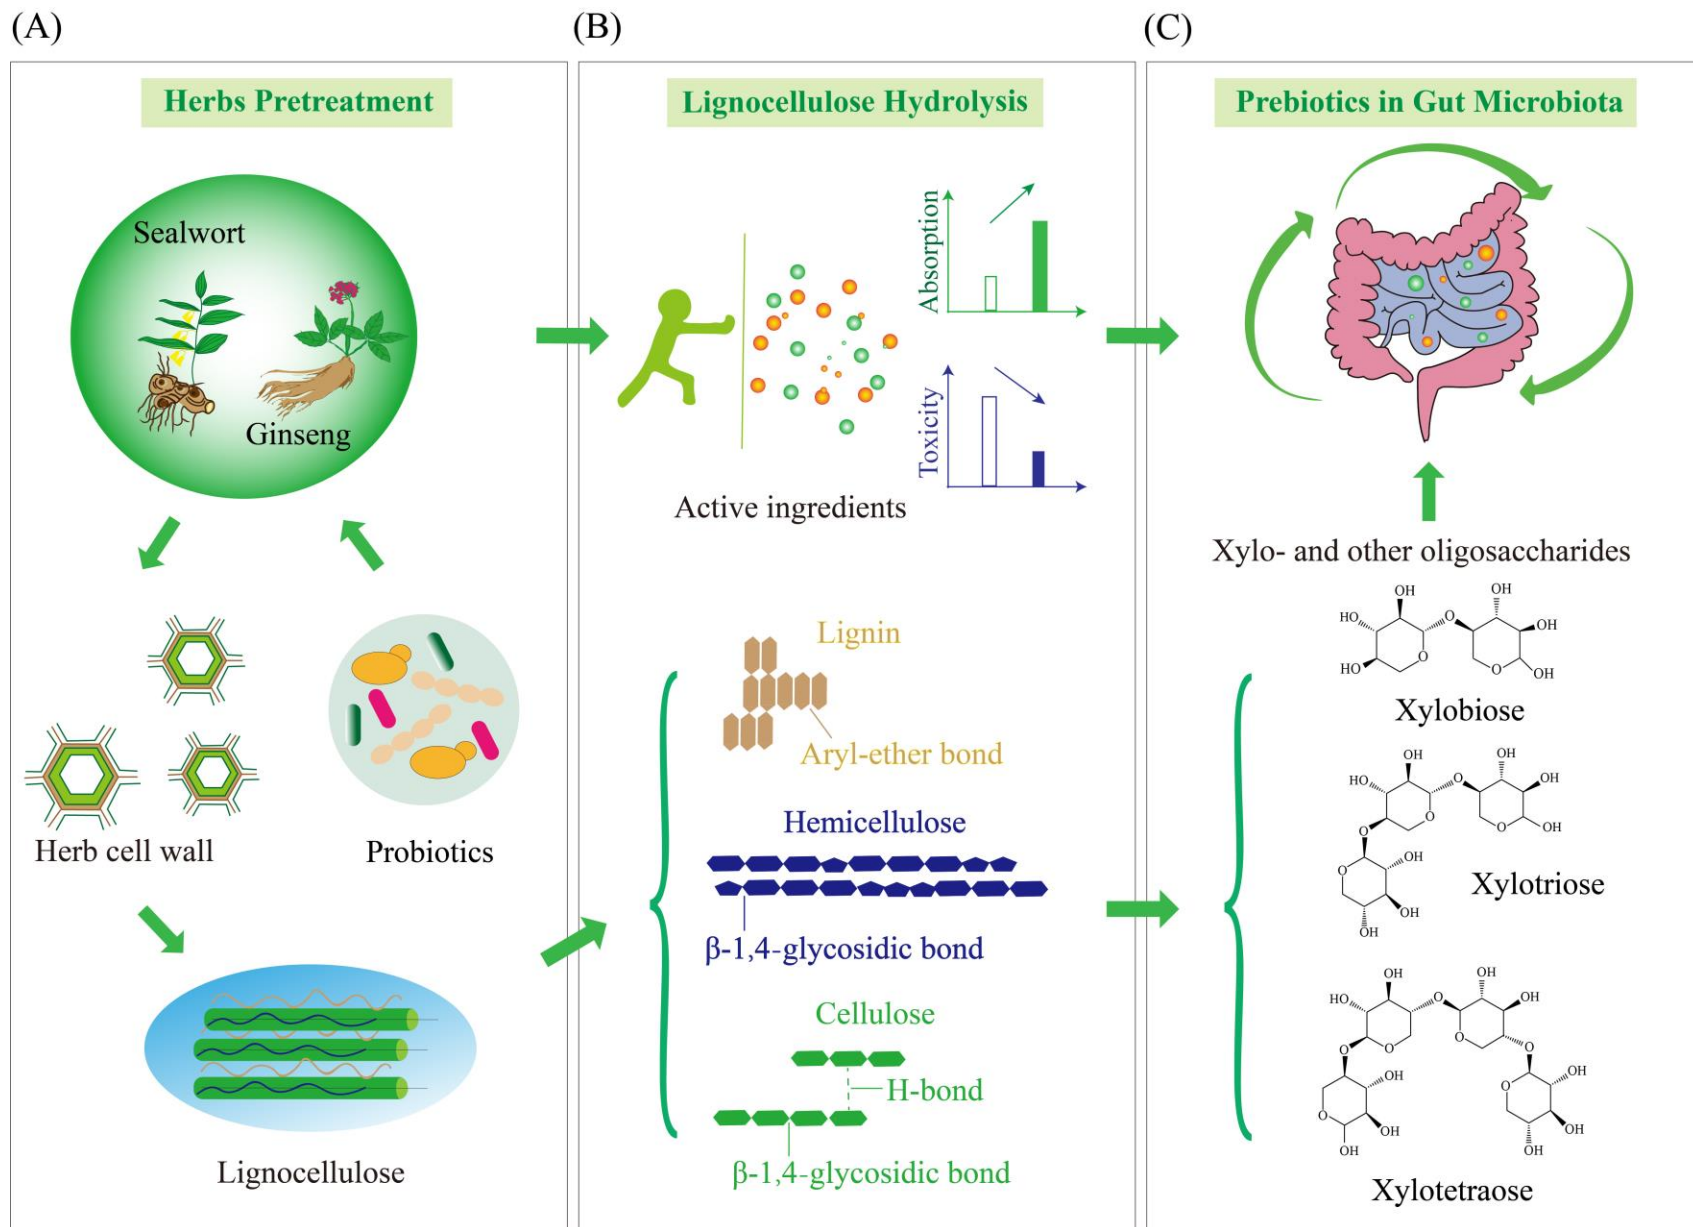 (A)
Herbs Pretreatment
Sealwort
Ginseng
Herb cell wall
Probiotics
Lignocellulose
(B)
Lignocellulose Hydrolysis
Absorption
Toxicity
Active ingredients
Lignin
Aryl-ether bond
Hemicellulose
β-1,4-glycosidic bond
Cellulose
H-bond
β-1,4-glycosidic bond
(C)
Prebiotics in Gut Microbiota
Xylo- and other oligosaccharides
OH
OH
HO
OH
O
O
O
HO
OH
Xylobiose
OH
OH
OH
HO
O
OH
O
O
OH
O
OH
O
OH
OH
Xylotriose
OH
OH
HO
O
OH
O
O
O
O
OH
OH
O
O
OH
OH
OH
OH
OH
Xylotetraose